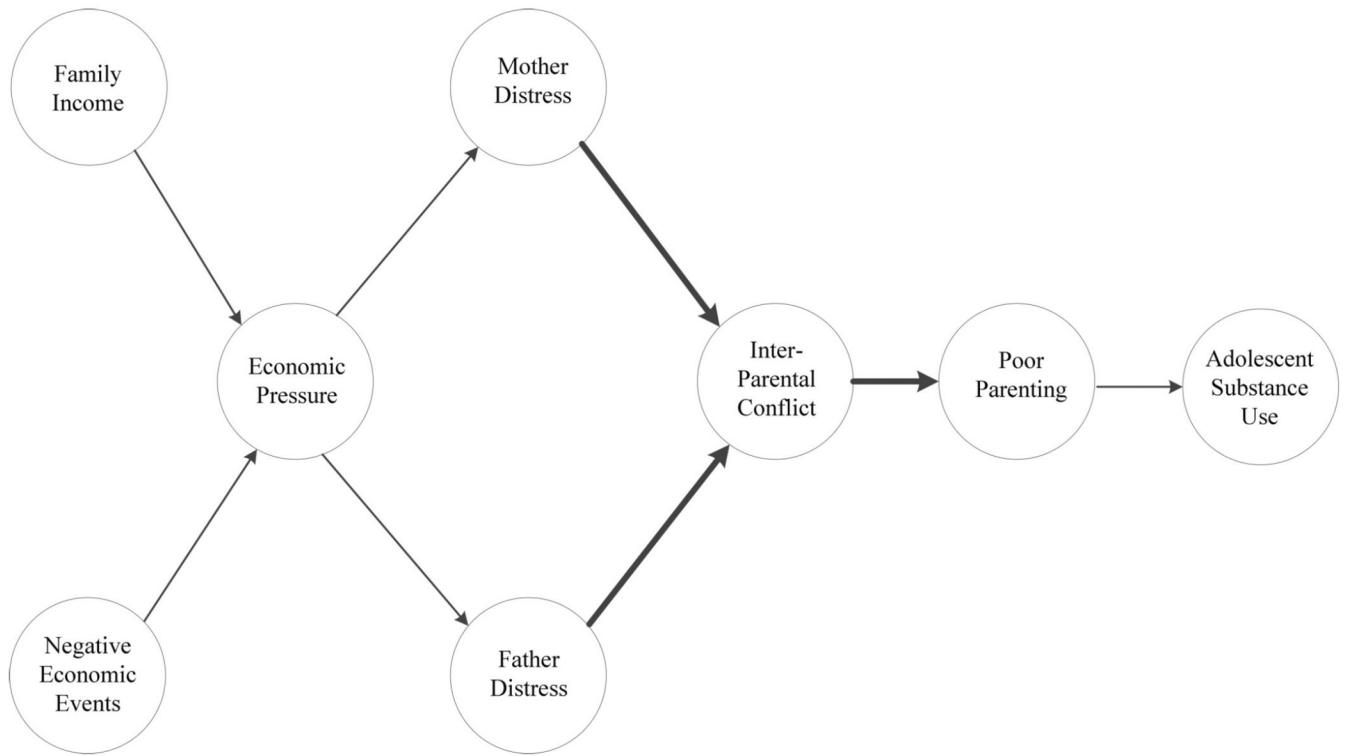 Family
Income
Mother
Distress
Economic
Pressure
Inter-
Parental
Conflict
Poor
Parenting
Adolescent
Substance
Use
Negative
Economic
Events
Father
Distress